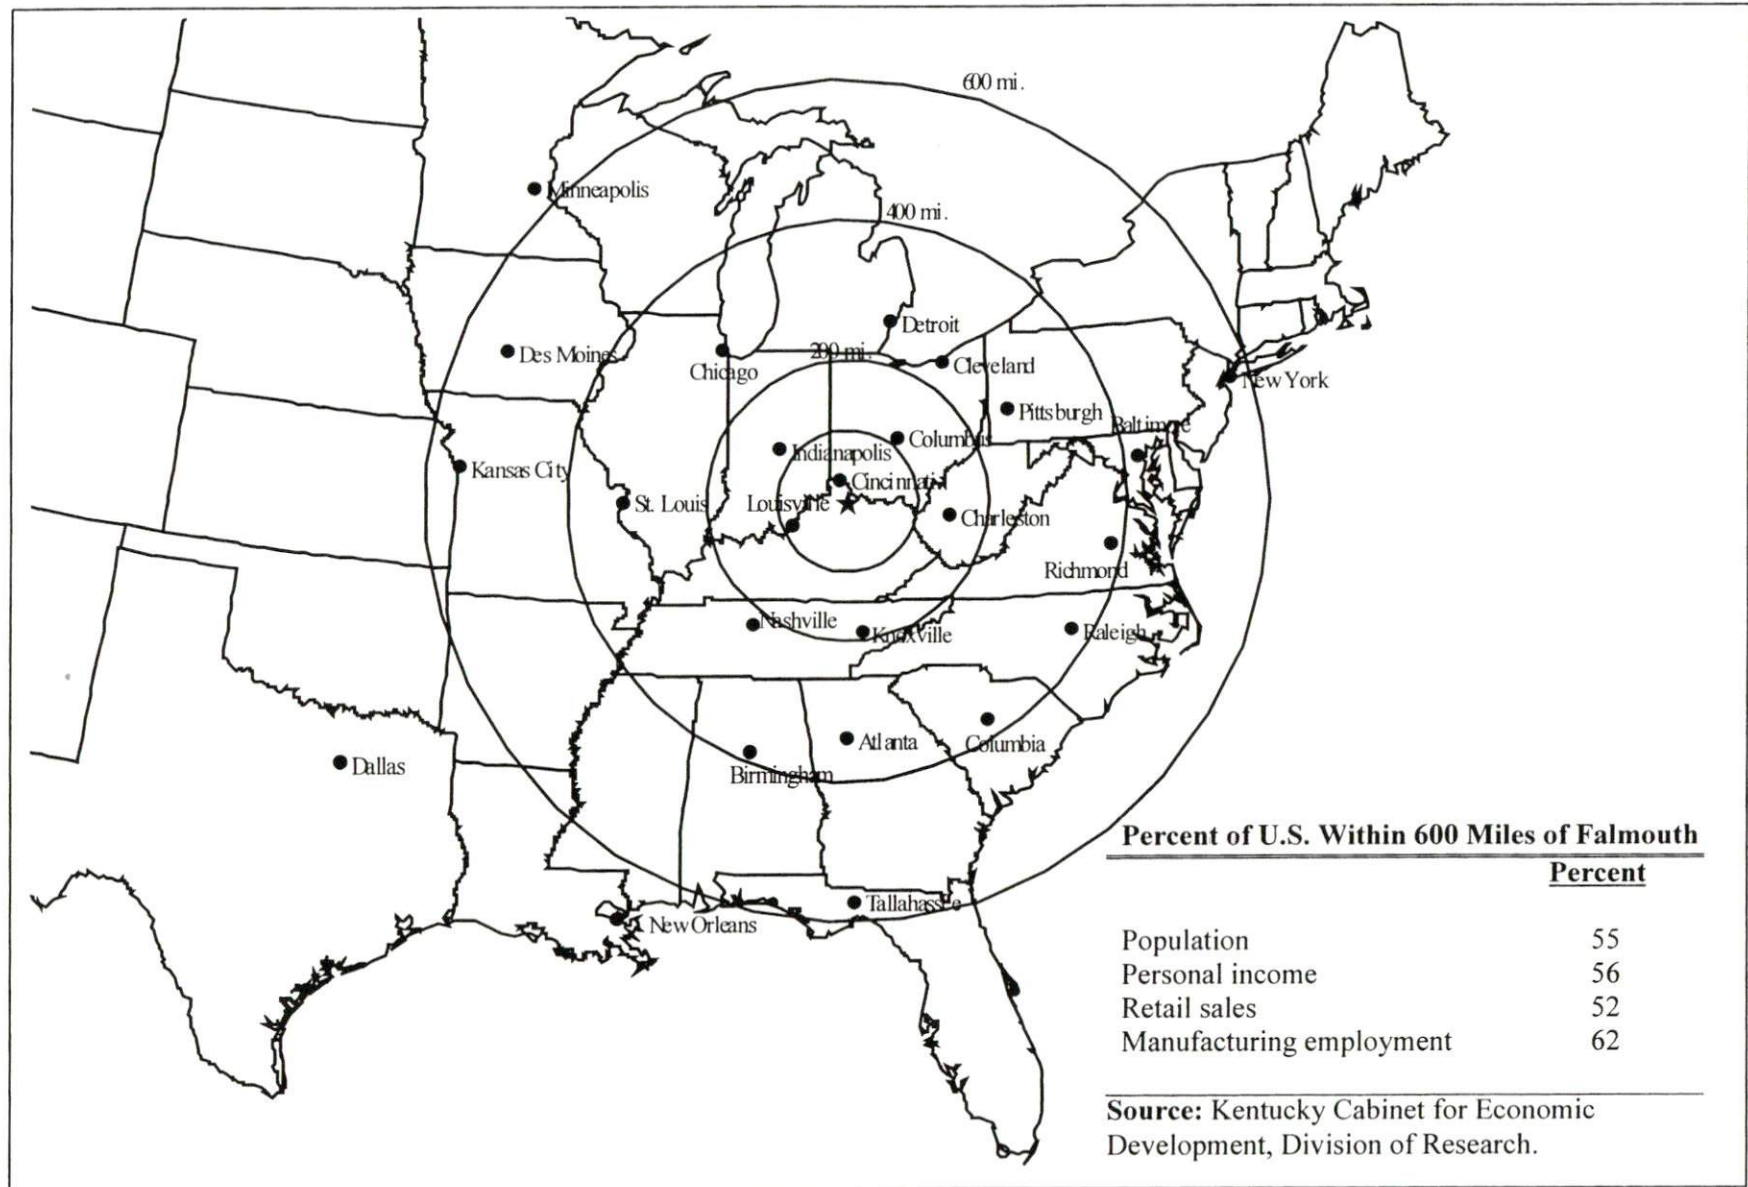 600 mi.
Minneapolis
400 mi.
Detroit
Des Moines
200 mi.
Chicago
Cleveland
New York
Pittsburgh
Baltimore
Columbus
Indianapolis
Kansas City
Cincinnati
St. Louis
Louisville
Charleston
Richmond
Nashville
Knoxville
Raleigh
Atlanta
Columbia
Dallas
Birmingham
Tallahassee
New Orleans
Percent of U.S. Within 600 Miles of Falmouth
Percent
Population 55
Personal income 56
Retail sales 52
Manufacturing employment 62
Source: Kentucky Cabinet for Economic
Development, Division of Research.